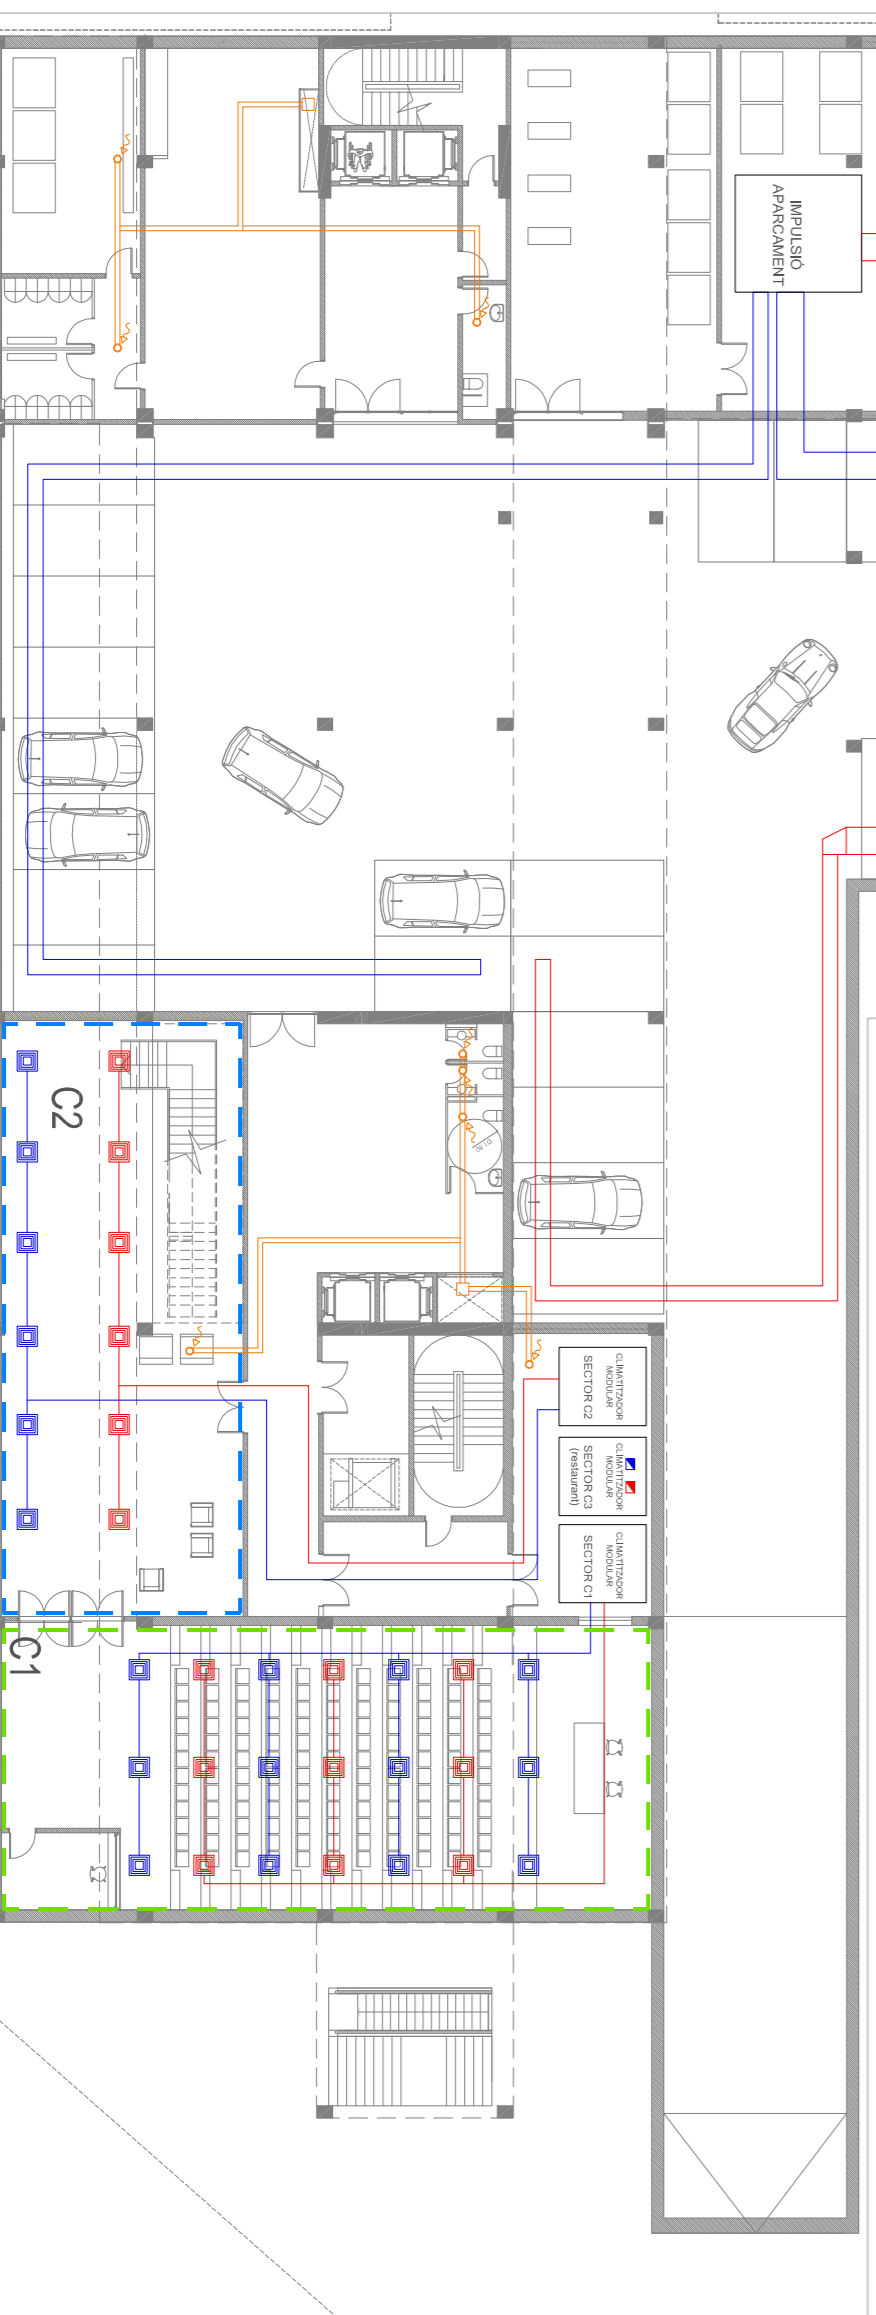 IMPULSIÓ
APARCAMENT
C2
CLIMATITZADOR
MODULAR
SECTOR C2
CLIMATITZADOR
MODULAR
SECTOR C3
(restaurant)
CLIMATITZADOR
MODULAR
SECTOR C1
C1